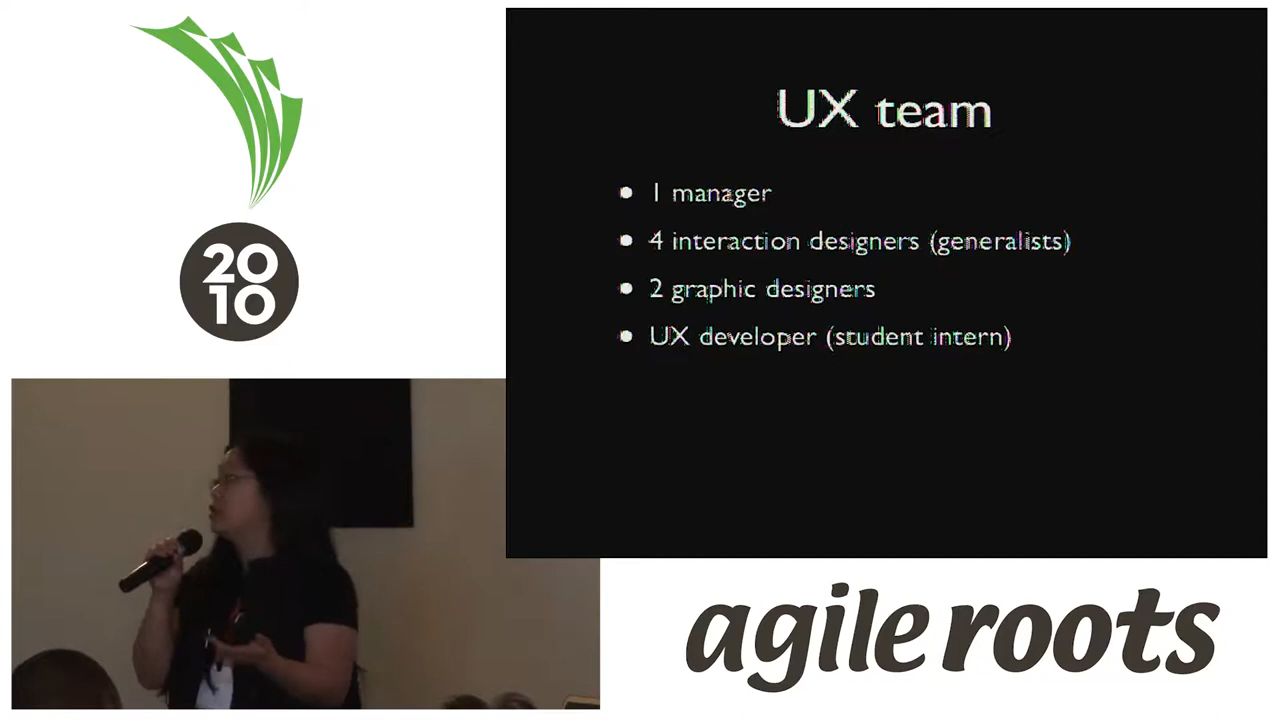 20
10
UX team
1 manager
4 interaction designers (generalists)
2 graphic designers
UX developer (student intern)
agile roots